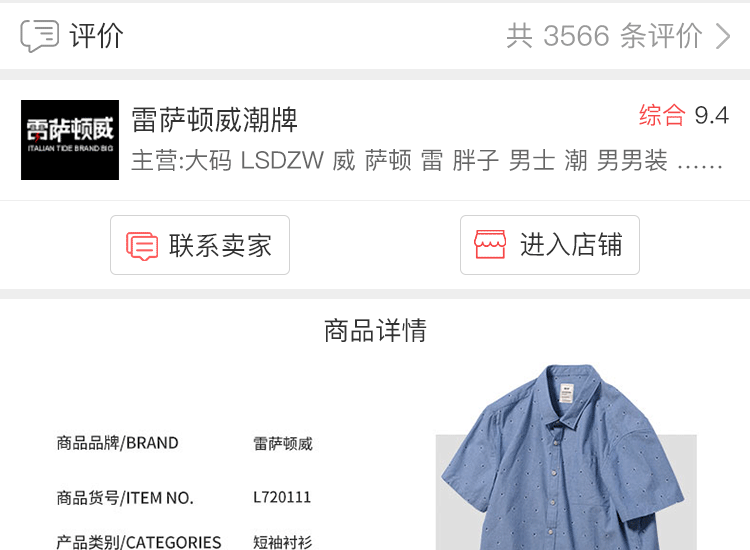 评价
共 3566 条评价
雷萨顿威
ITALIAN TIDE BRAND BIG
雷萨顿威潮牌
综合 9.4
主营:大码 LSDZW 威 萨顿 雷 胖子 男士 潮 男男装 ……
联系卖家
进入店铺
商品详情
商品品牌/BRAND 雷萨顿威
商品货号/ITEM NO. L720111
产品类别/CATEGORIES 短袖衬衫